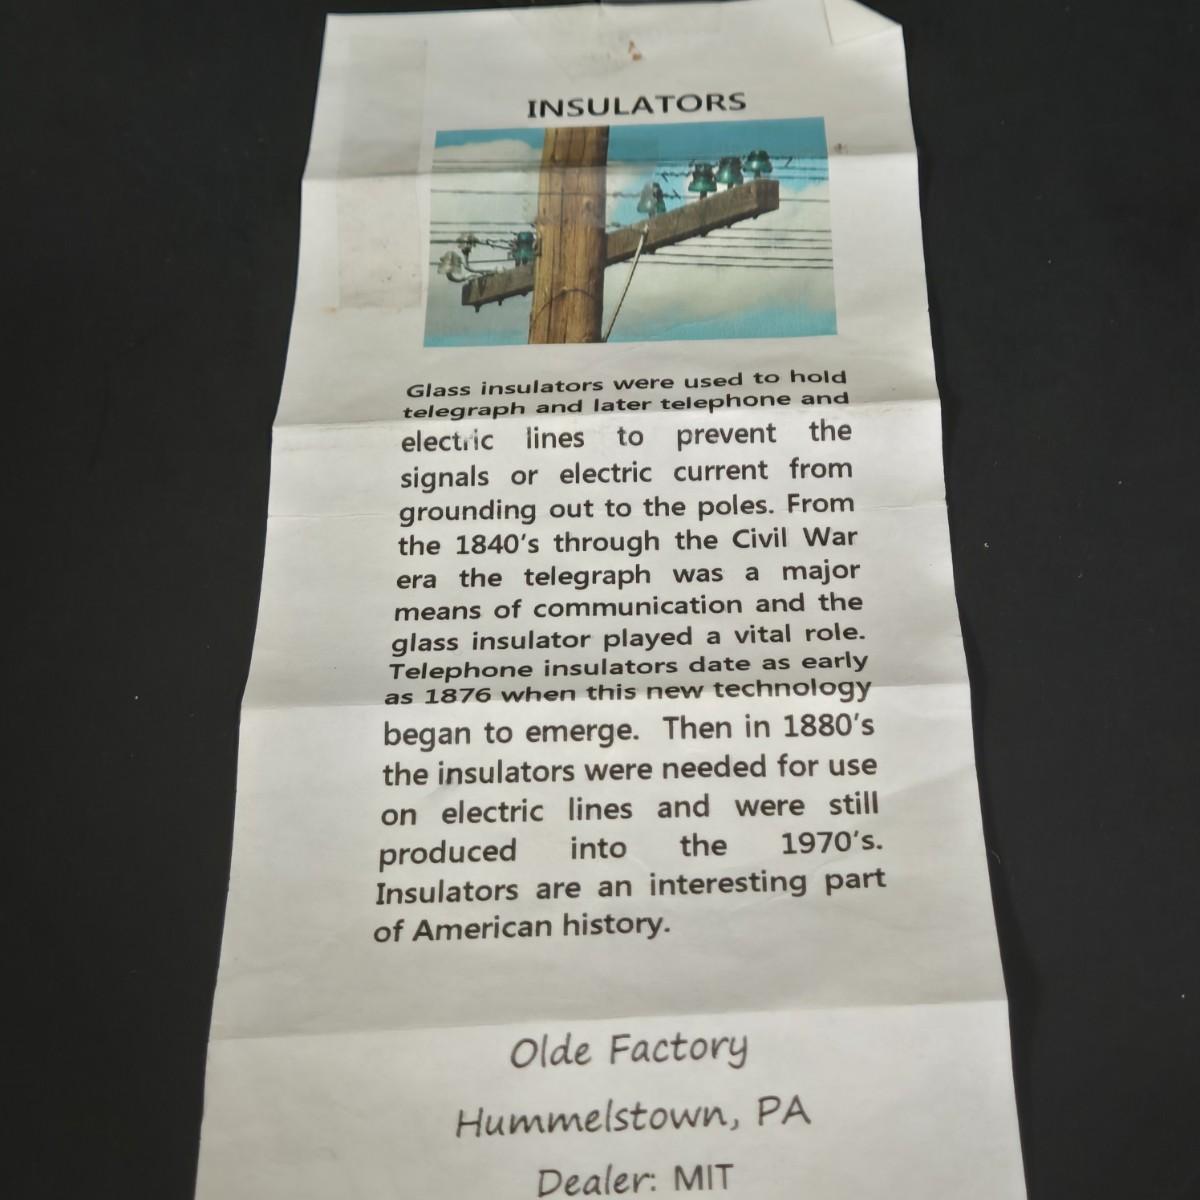 INSULATORS
Glass insulators were used to hold
telegraph and later telephone and
electric lines to prevent the
signals or electric current from
grounding out to the poles. From
the 1840's through the Civil War
era the telegraph was a major
means of communication and the
glass insulator played a vital role.
Telephone insulators date as early
as 1876 when this new technology
began to emerge. Then in 1880's
the insulators were needed for use
on electric lines and were still
produced into the 1970's.
Insulators are an interesting part
of American history.
Olde Factory
Hummelstown, PA
Dealer: MIT